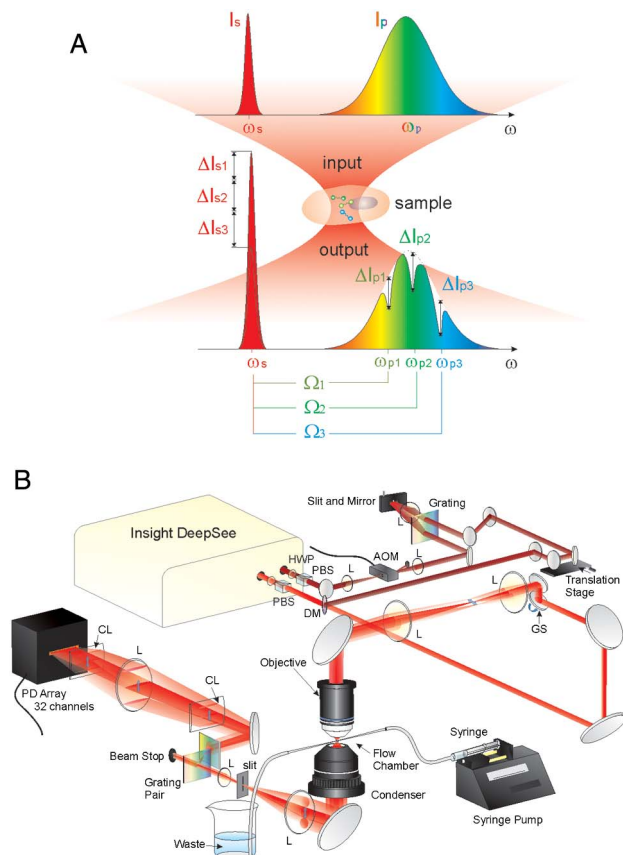 A
Is
Ip
ωs
ωp
ω
input
ΔIs1
ΔIs2
ΔIs3
sample
output
ΔIp1
ΔIp2
ΔIp3
ωs
ωp1
ωp2
ωp3
ω
Ω1
Ω2
Ω3
B
Insight DeepSee
Slit and Mirror
Grating
L
AOM
L
HWP
PBS
L
PBS
DM
Translation
Stage
L
L
GS
CL
L
PD Array
32 channels
CL
Objective
Syringe
Beam Stop
Grating
Pair
L
slit
Flow
Chamber
Condenser
Syringe Pump
Waste
L